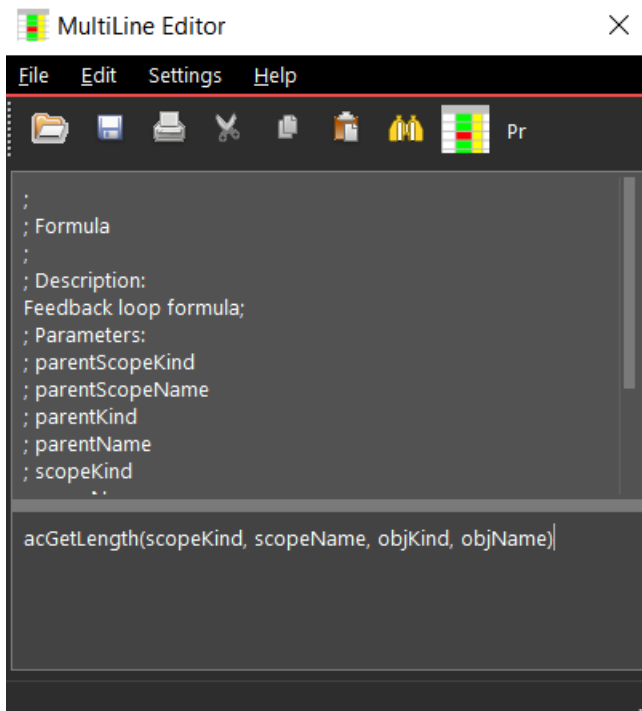 MultiLine Editor
File Edit Settings Help
Pr
;
; Formula
;
; Description:
Feedback loop formula;
; Parameters:
; parentScopeKind
; parentScopeName
; parentKind
; parentName
; scopeKind
acGetLength(scopeKind, scopeName, objKind, objName)